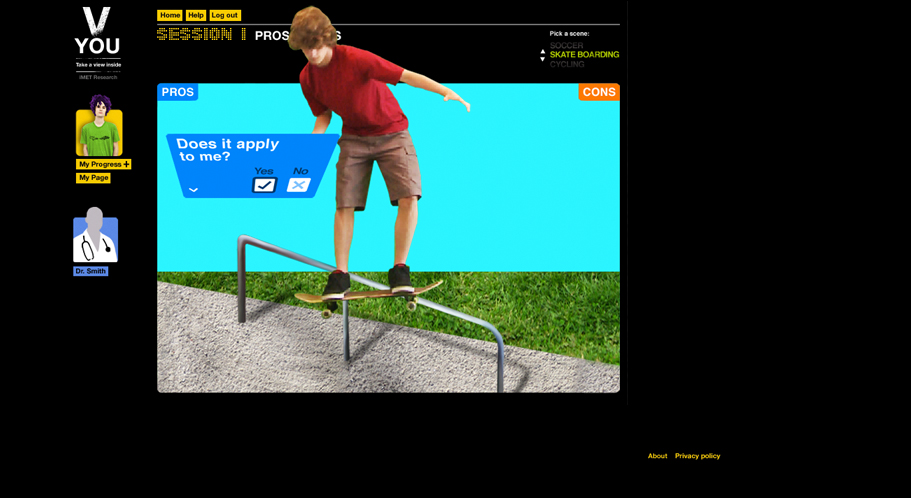 Home
Help
Log out
SESSION 1
PROS
S
Pick a scene:
SOCCER
SKATE BOARDING
CYCLING
V
YOU
Take a view inside
iMET Research
My Progress +
My Page
Dr. Smith
PROS
CONS
Does it apply
to me?
Yes
No
About
Privacy policy